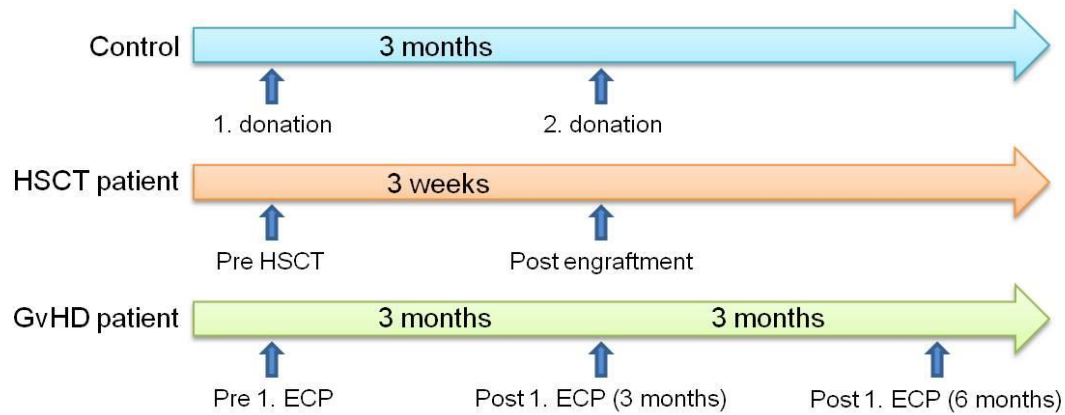 Control
3 months
1. donation
2. donation
HSCT patient
3 weeks
Pre HSCT
Post engraftment
GvHD patient
3 months
3 months
Pre 1. ECP
Post 1. ECP (3 months)
Post 1. ECP (6 months)